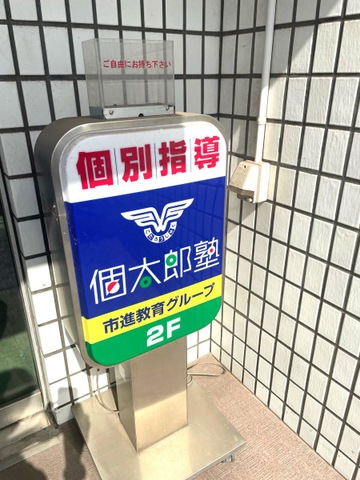 ご自由にお持ち下さい
個別指導
個太郎塾
市進教育グループ
2F